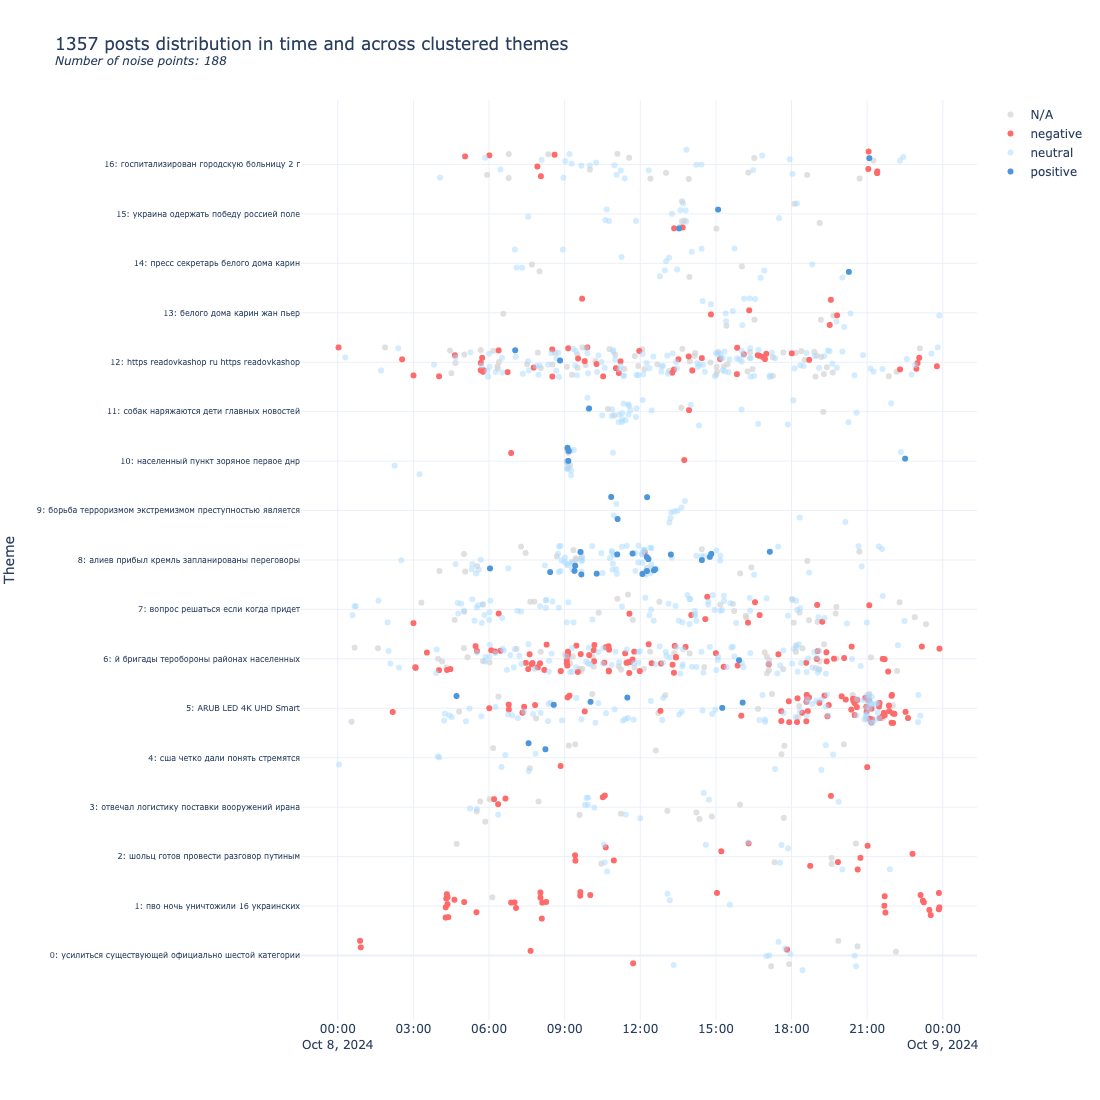 1357 posts distribution in time and across clustered themes
Number of noise points: 188
N/A
negative
neutral
positive
Theme
16: госпитализирован городскую больницу 2 г
15: украина одержать победу россией поле
14: пресс секретарь белого дома карин
13: белого дома карин жан пьер
12: https readovkashop ru https readovkashop
11: собак наряжаются дети главных новостей
10: населенный пункт зоряное первое днр
9: борьба терроризмом экстремизмом преступностью является
8: алиев прибыл кремль запланированы переговоры
7: вопрос решаться если когда придет
6: й бригады теробороны районах населенных
5: ARUB LED 4K UHD Smart
4: сша четко дали понять стремятся
3: отвечал логистику поставки вооружений ирана
2: шольц готов провести разговор путиным
1: пво ночь уничтожили 16 украинских
0: усилиться существующей официально шестой категории
00:00 03:00 06:00 09:00 12:00 15:00 18:00 21:00 00:00
Oct 8, 2024 Oct 9, 2024